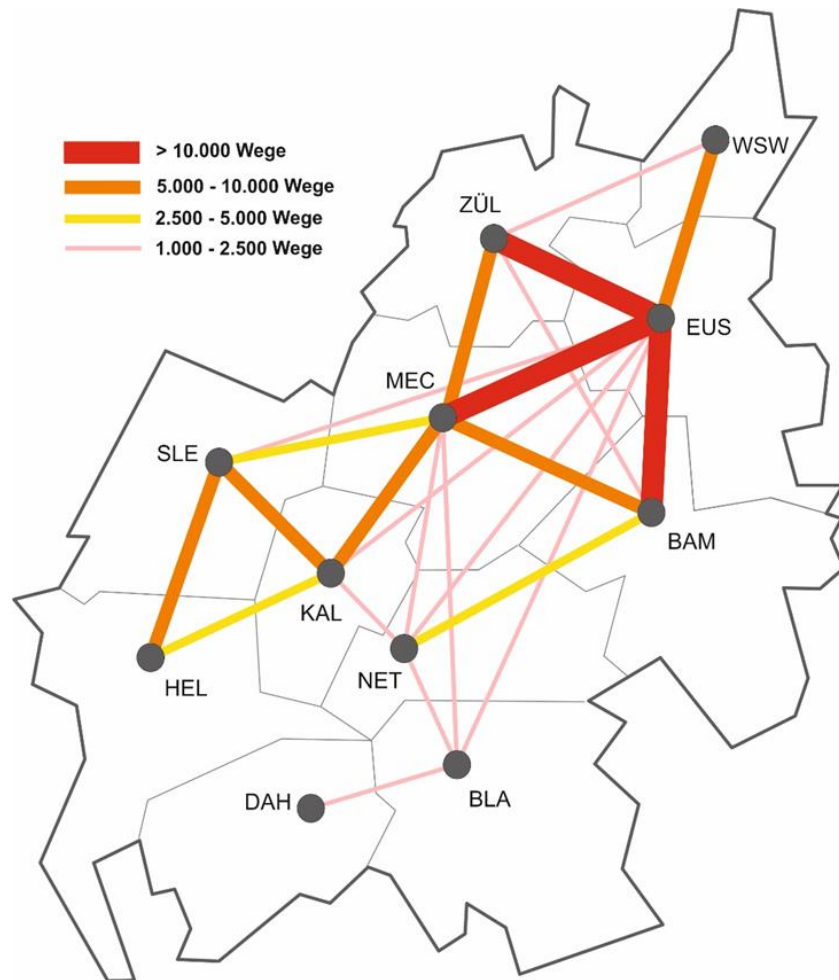 > 10.000 Wege
5.000 - 10.000 Wege
2.500 - 5.000 Wege
1.000 - 2.500 Wege
WSW
ZÜL
EUS
MEC
SLE
BAM
KAL
NET
HEL
DAH
BLA